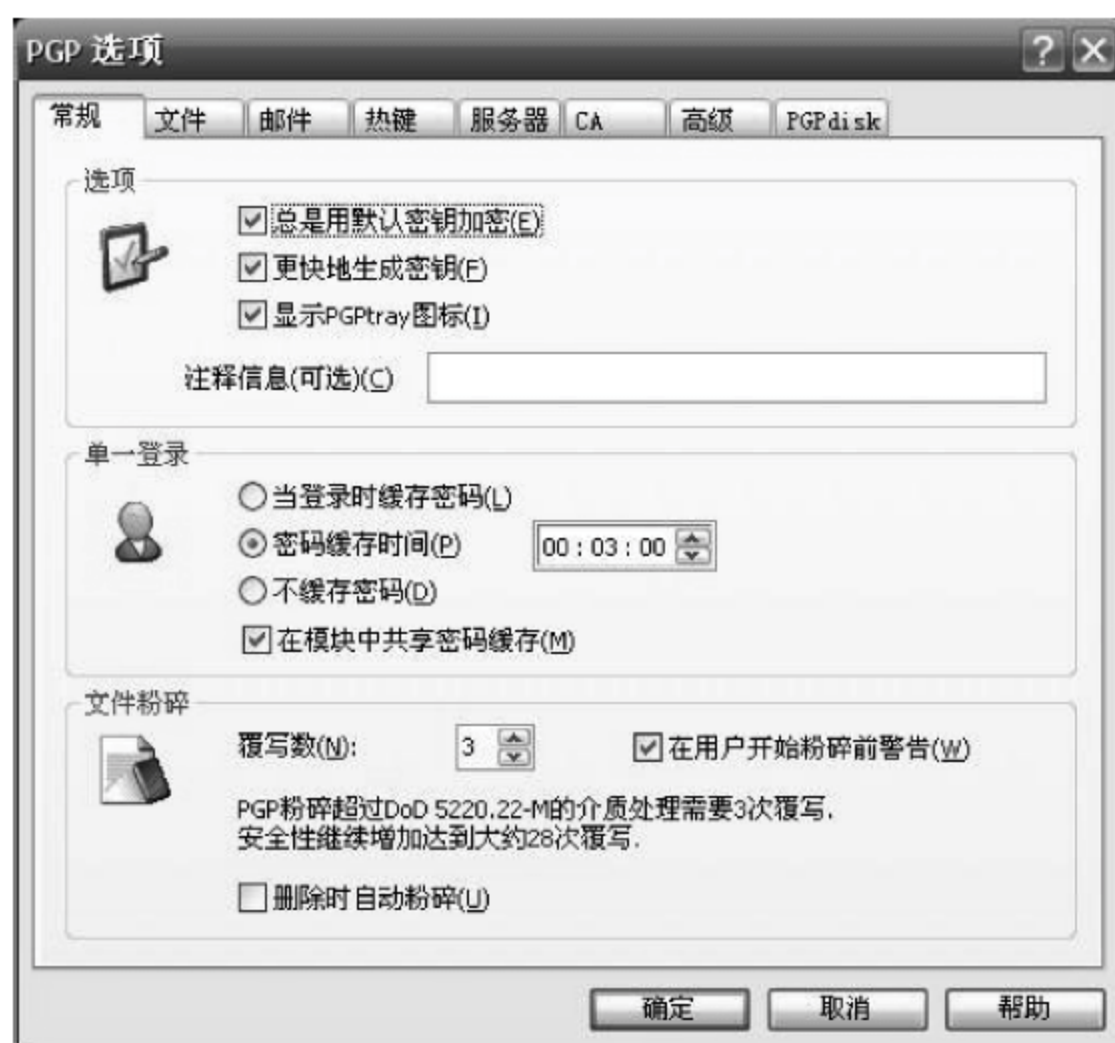 PGP 选项
常规 文件 邮件 热键 服务器 CA 高级 PGPdisk
选项
总是用默认密钥加密(E)
更快地生成密钥(F)
显示PGPtray图标(I)
注释信息(可选)(C)
单一登录
当登录时缓存密码(L)
密码缓存时间(P) 00:03:00
不缓存密码(D)
在模块中共享密码缓存(M)
文件粉碎
覆写数(N): 3 在用户开始粉碎前警告(W)
PGP粉碎超过DoD 5220.22-M的介质处理需要3次覆写.
安全性继续增加达到大约28次覆写.
删除时自动粉碎(U)
确定 取消 帮助